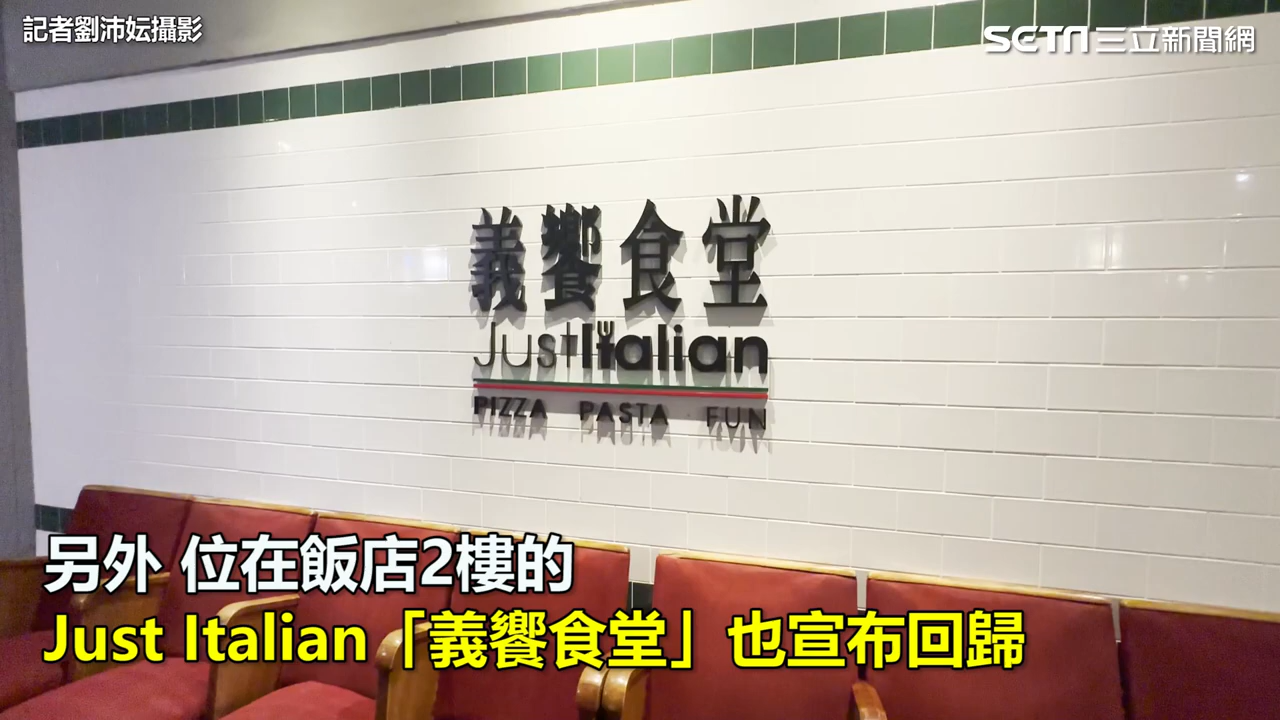 記者劉沛妘攝影
SETN三立新聞網
義饗食堂
JustItalian
PIZZA PASTA FUN
另外 位在飯店2樓的
Just Italian「義饗食堂」也宣布回歸